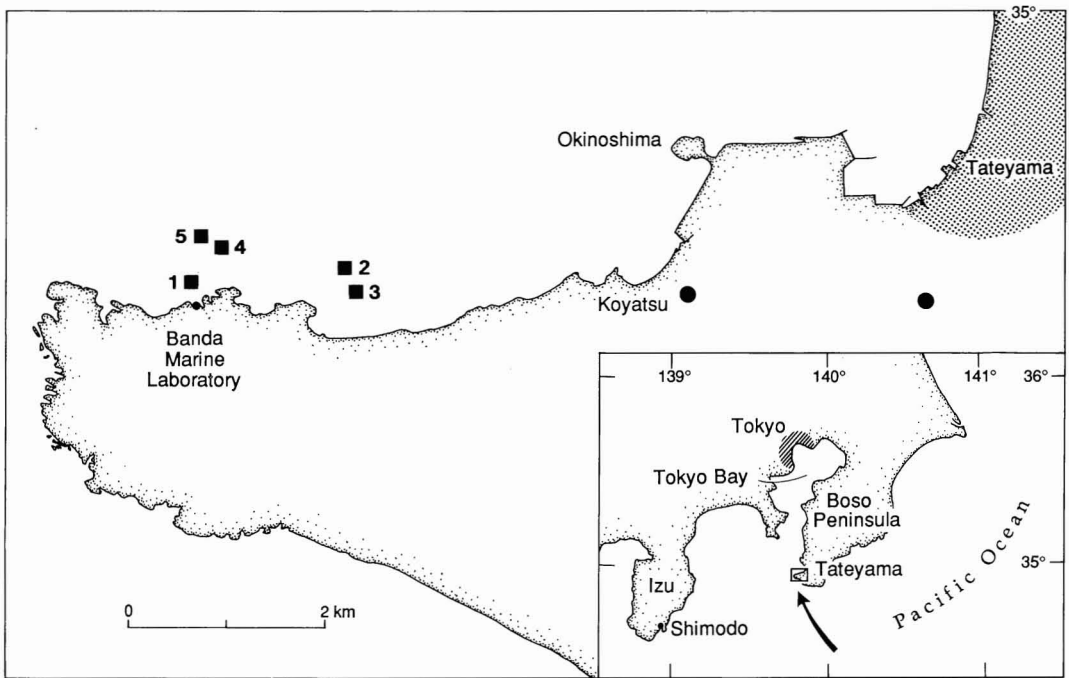 35°
Okinoshima
Tateyama
5
4
1
2
3
Koyatsu
Banda
Marine
Laboratory
0
2 km
139°
140°
141°
36°
Tokyo
Tokyo Bay
Boso
Peninsula
35°
Tateyama
Izu
Shimodo
Pacific Ocean